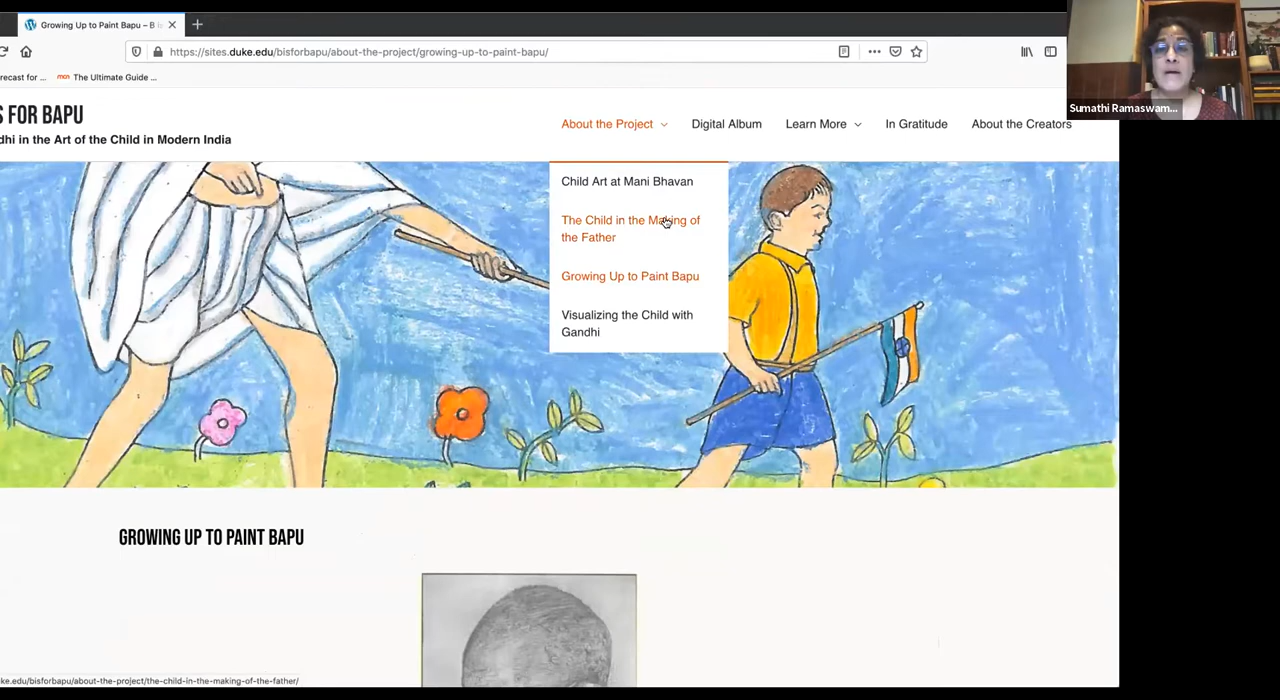 Growing Up to Paint Bapu – B is
https://sites.duke.edu/bisforbapu/about-the-project/growing-up-to-paint-bapu/
recast for ... The Ultimate Guide ...
Sumathi Ramaswam...
S FOR BAPU
dhi in the Art of the Child in Modern India
About the Project Digital Album Learn More In Gratitude About the Creators
Child Art at Mani Bhavan
The Child in the Making of
the Father
Growing Up to Paint Bapu
Visualizing the Child with
Gandhi
GROWING UP TO PAINT BAPU
ke.edu/bisforbapu/about-the-project/the-child-in-the-making-of-the-father/